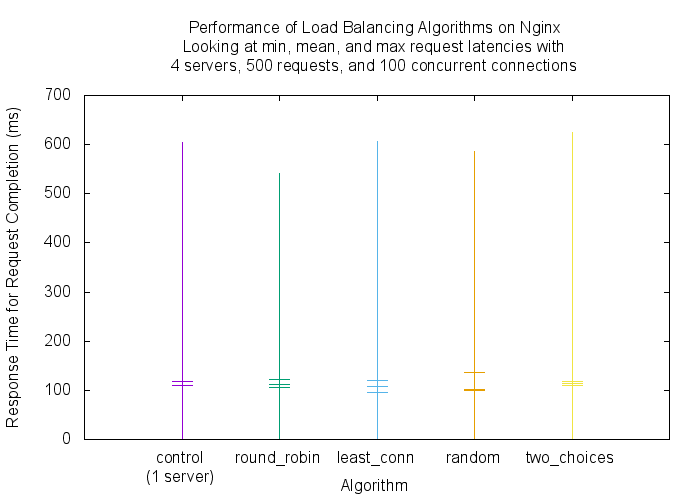 Performance of Load Balancing Algorithms on Nginx
Looking at min, mean, and max request latencies with
4 servers, 500 requests, and 100 concurrent connections
Response Time for Request Completion (ms)
700
600
500
400
300
200
100
0
control round_robin least_conn random two_choices
(1 server)
Algorithm